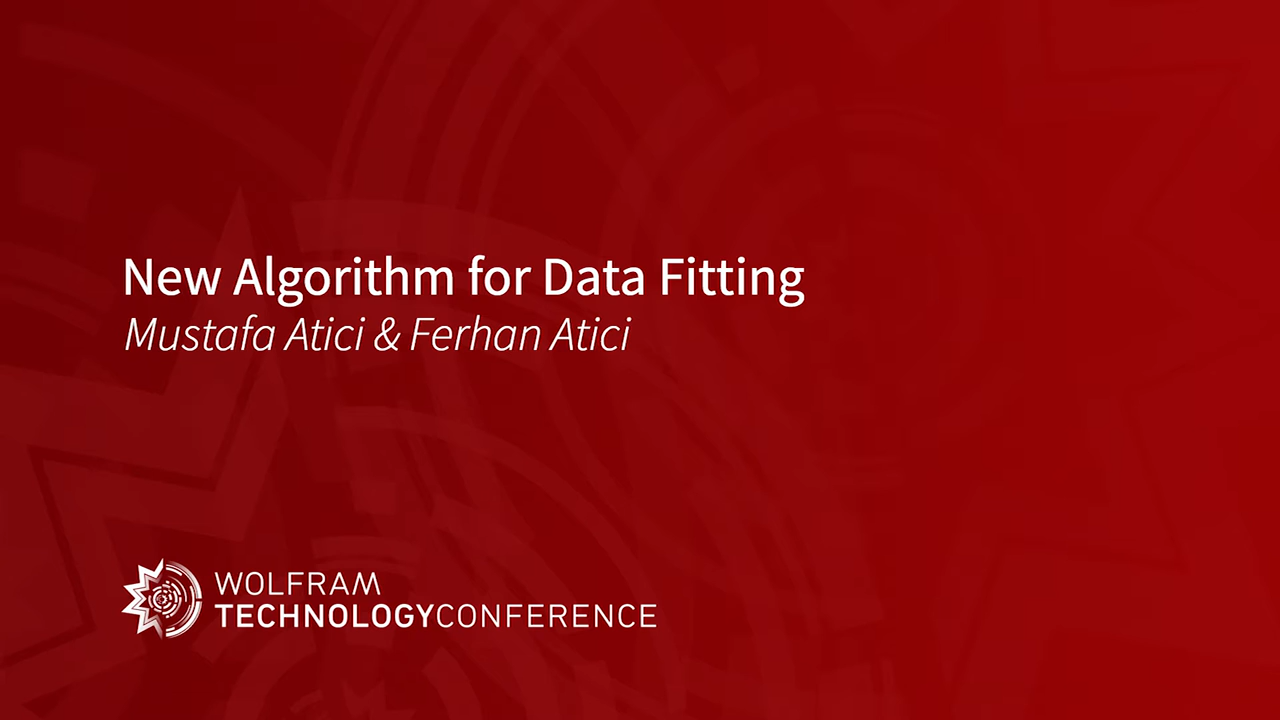 New Algorithm for Data Fitting
Mustafa Atici & Ferhan Atici
WOLFRAM
TECHNOLOGYCONFERENCE